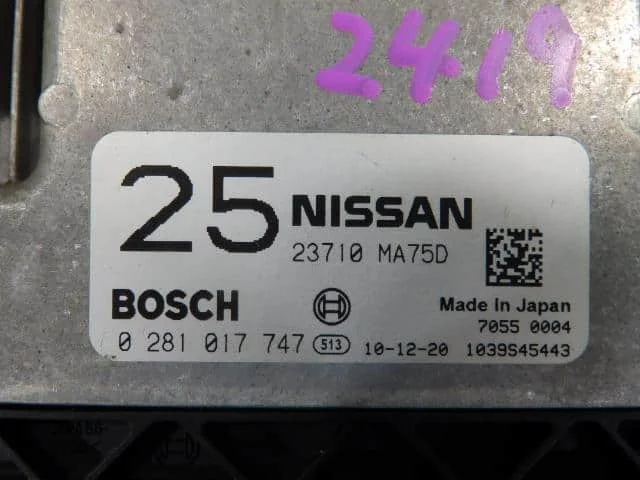 2419
25 NISSAN
23710 MA75D
BOSCH
Made in Japan
7055 0004
0 281 017 747 513 10-12-20 1039S45443